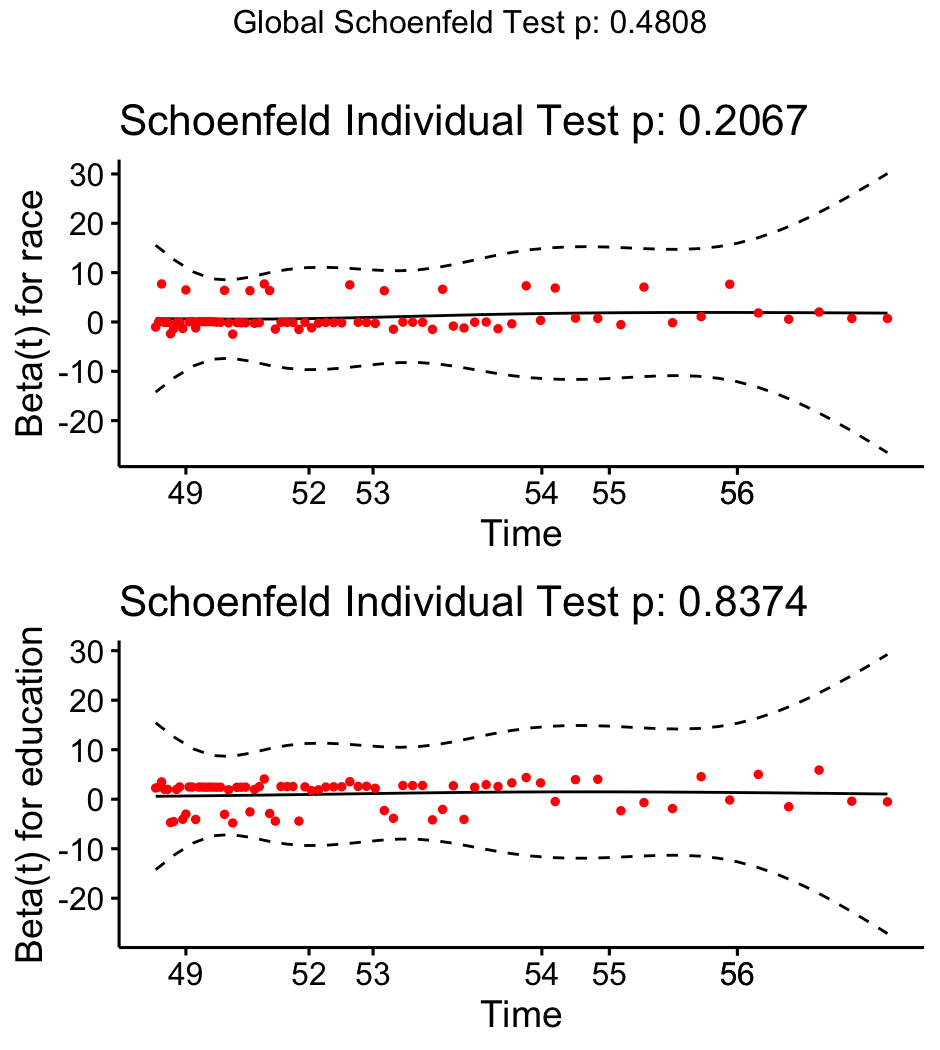 Global Schoenfeld Test p: 0.4808
Schoenfeld Individual Test p: 0.2067
Beta(t) for race
30
20
10
0
-10
-20
49 52 53 54 55 56
Time
Schoenfeld Individual Test p: 0.8374
Beta(t) for education
30
20
10
0
-10
-20
49 52 53 54 55 56
Time